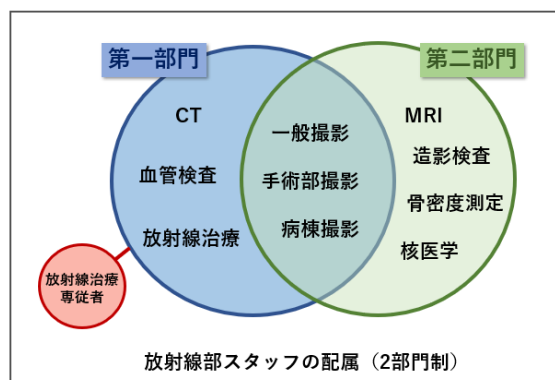 第一部門
第二部門
CT
血管検査
放射線治療
一般撮影
手術部撮影
病棟撮影
MRI
造影検査
骨密度測定
核医学
放射線治療
専従者
放射線部スタッフの配属（2部門制）